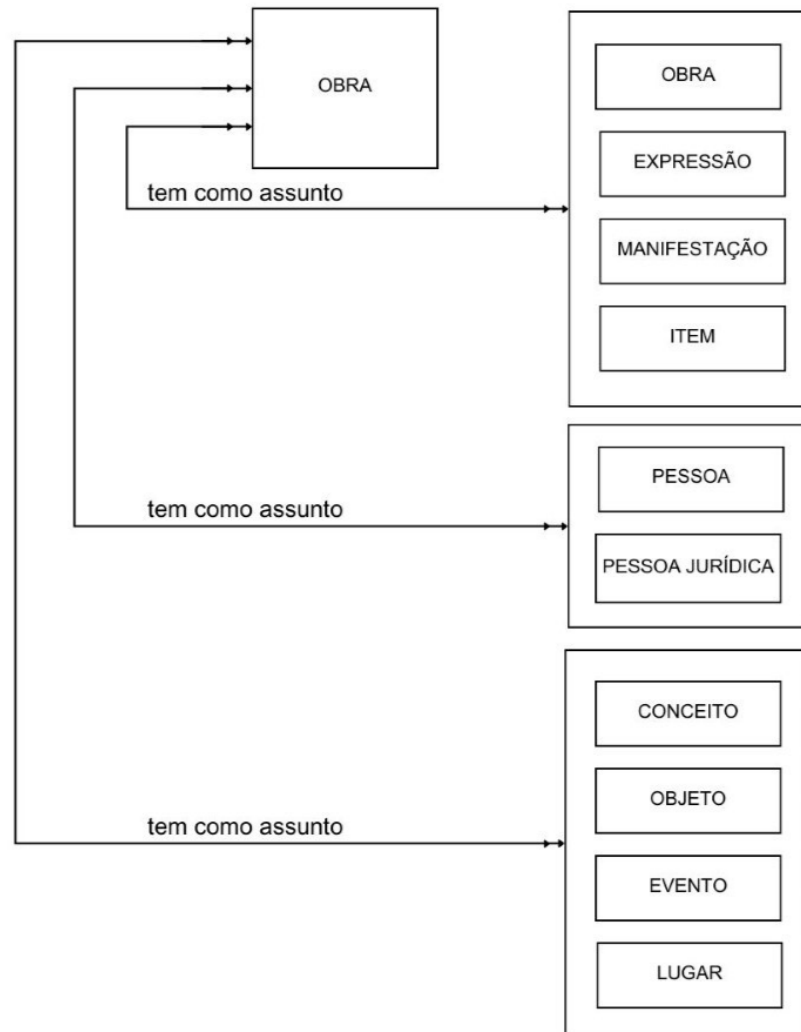 OBRA
OBRA
EXPRESSÃO
MANIFESTAÇÃO
ITEM
tem como assunto
PESSOA
PESSOA JURÍDICA
tem como assunto
CONCEITO
OBJETO
EVENTO
LUGAR
tem como assunto